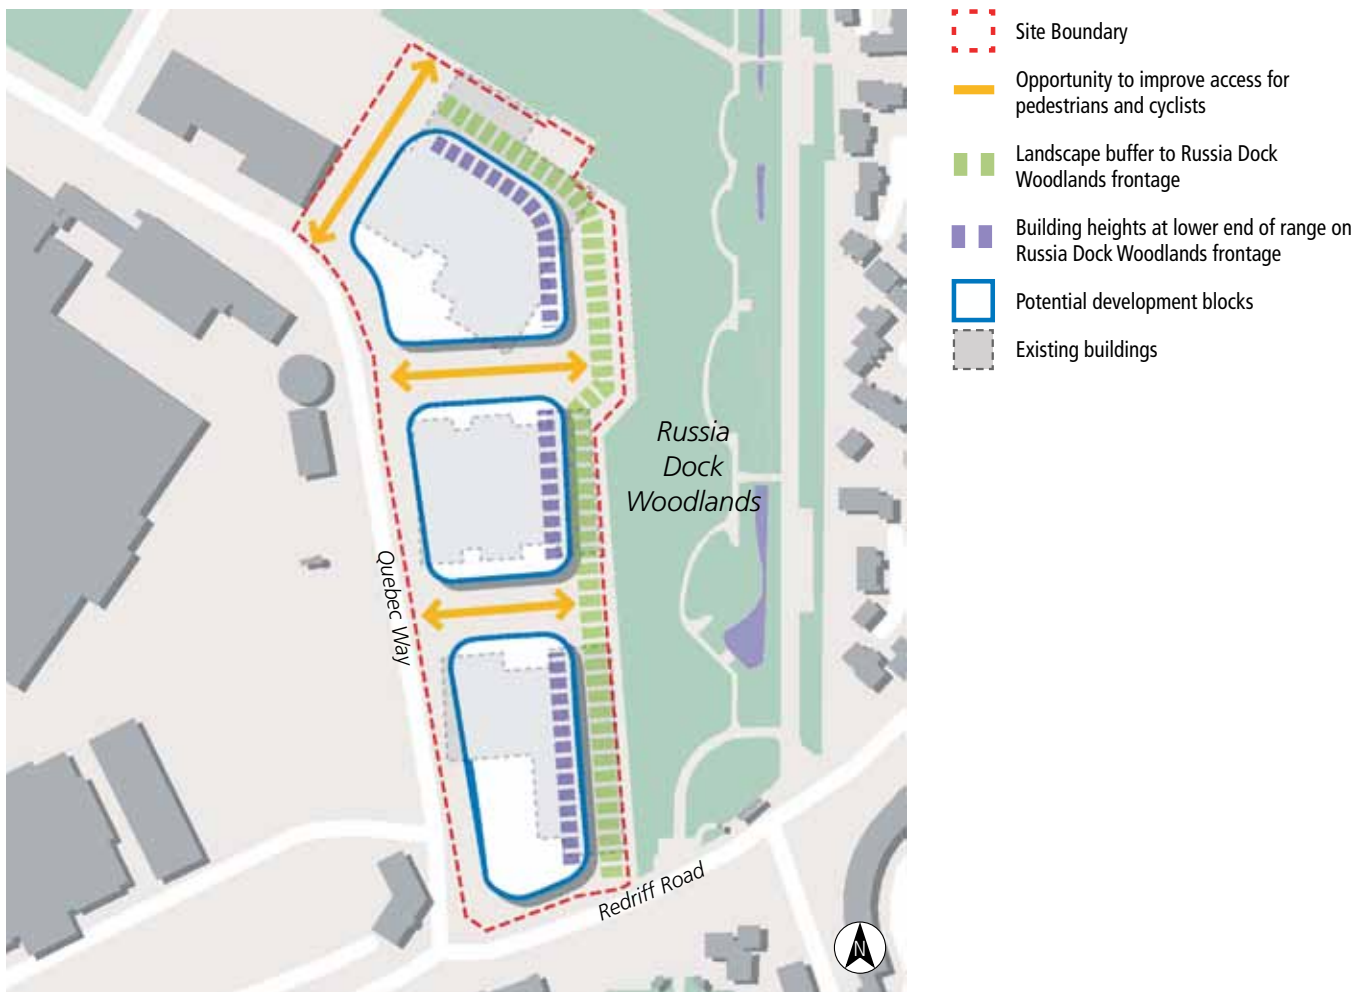 Site Boundary
Opportunity to improve access for
pedestrians and cyclists
Landscape buffer to Russia Dock
Woodlands frontage
Building heights at lower end of range on
Russia Dock Woodlands frontage
Potential development blocks
Existing buildings
Russia
Dock
Woodlands
Quebec Way
Redriff Road
N